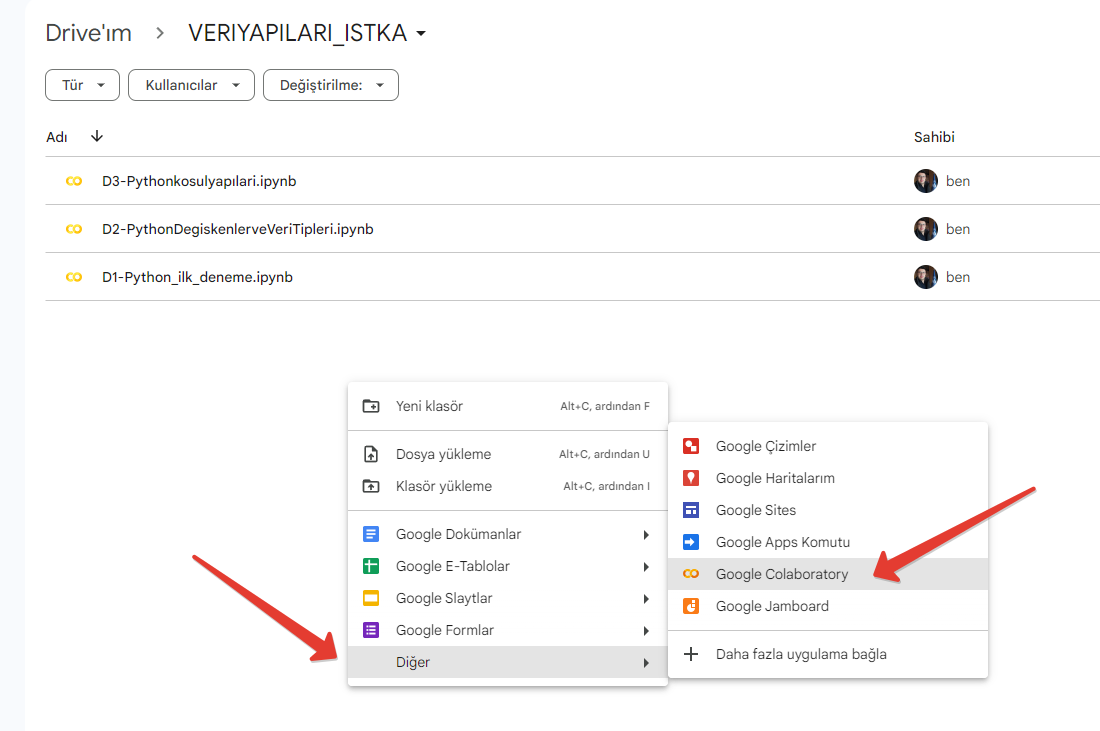 Drive'ım > VERIYAPILARI_ISTKA
Tür Kullanıcılar Değiştirilme:
Adı Sahibi
D3-Pythonkosulyapılari.ipynb ben
D2-PythonDegiskenlerveVeriTipleri.ipynb ben
D1-Python_ilk_deneme.ipynb ben
Yeni klasör Alt+C, ardından F
Dosya yükleme Alt+C, ardından U
Klasör yükleme Alt+C, ardından I
Google Dokümanlar
Google E-Tablolar
Google Slaytlar
Google Formlar
Diğer
Google Çizimler
Google Haritalarım
Google Sites
Google Apps Komutu
Google Colaboratory
Google Jamboard
Daha fazla uygulama bağla